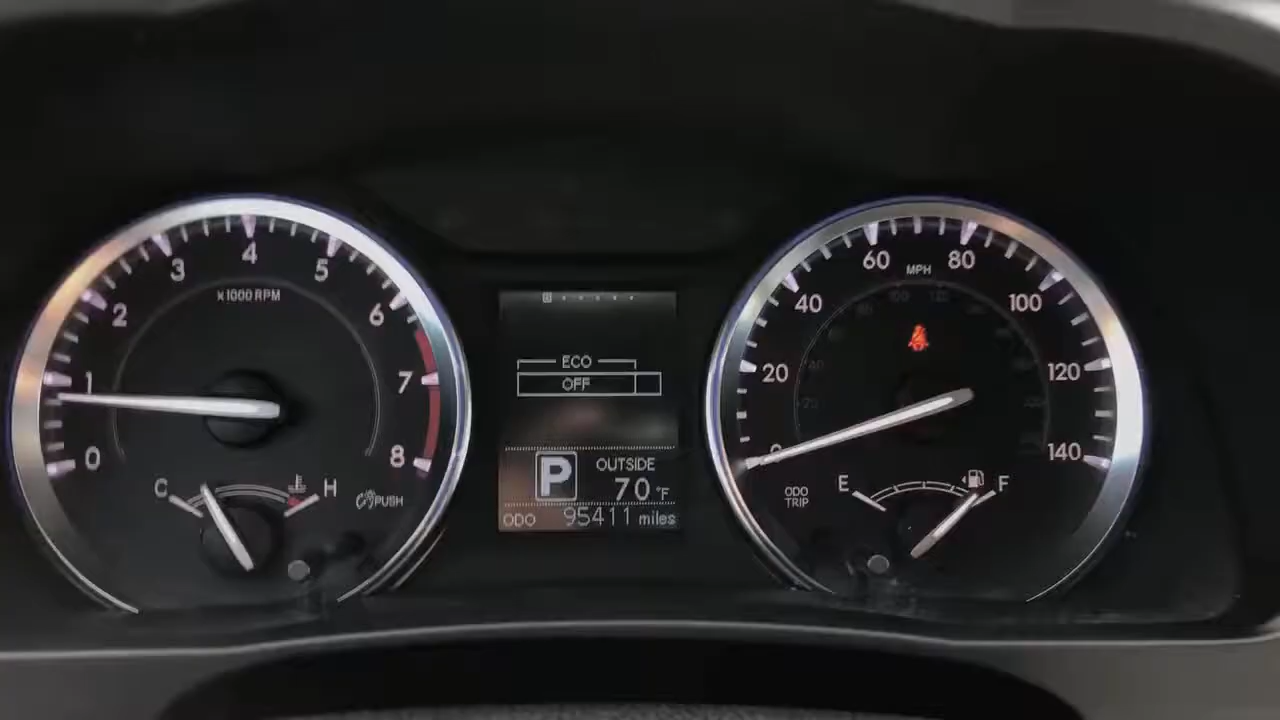 0
1
2
3
4
5
6
7
8
x1000 RPM
C
H
PUSH
ECO
OFF
P
OUTSIDE
70 °F
ODO 95411 miles
20
40
60
80
100
120
140
MPH
ODO
TRIP
E
F